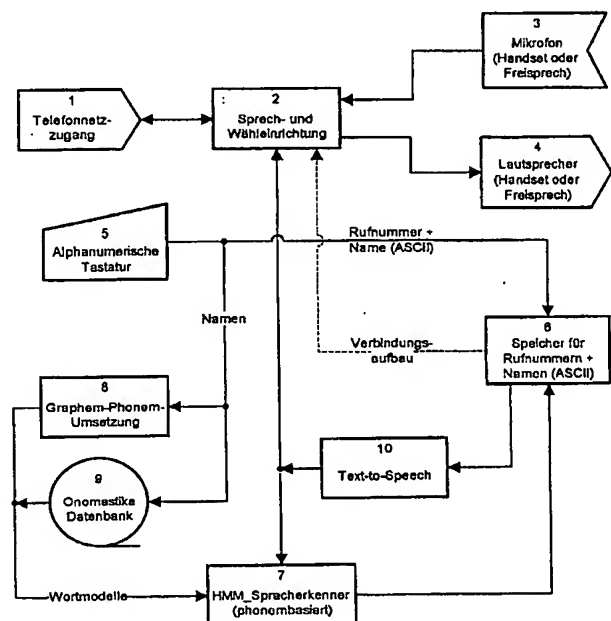 3
Mikrofon
(Handset oder
Freisprech)
1
Telefonnetz-
zugang
2
Sprech- und
Wähleinrichtung
4
Lautsprecher
(Handset oder
Freisprech)
5
Alphanumerische
Tastatur
Rufnummer +
Name (ASCII)
Namen
Verbindungs-
aufbau
6
Speicher für
Rufnummern +
Namen (ASCII)
8
Graphem-Phonem-
Umsetzung
10
Text-to-Speech
9
Onomastika
Datenbank
7
HMM_Spracherkenner
(phonembasiert)
Wortmodelle